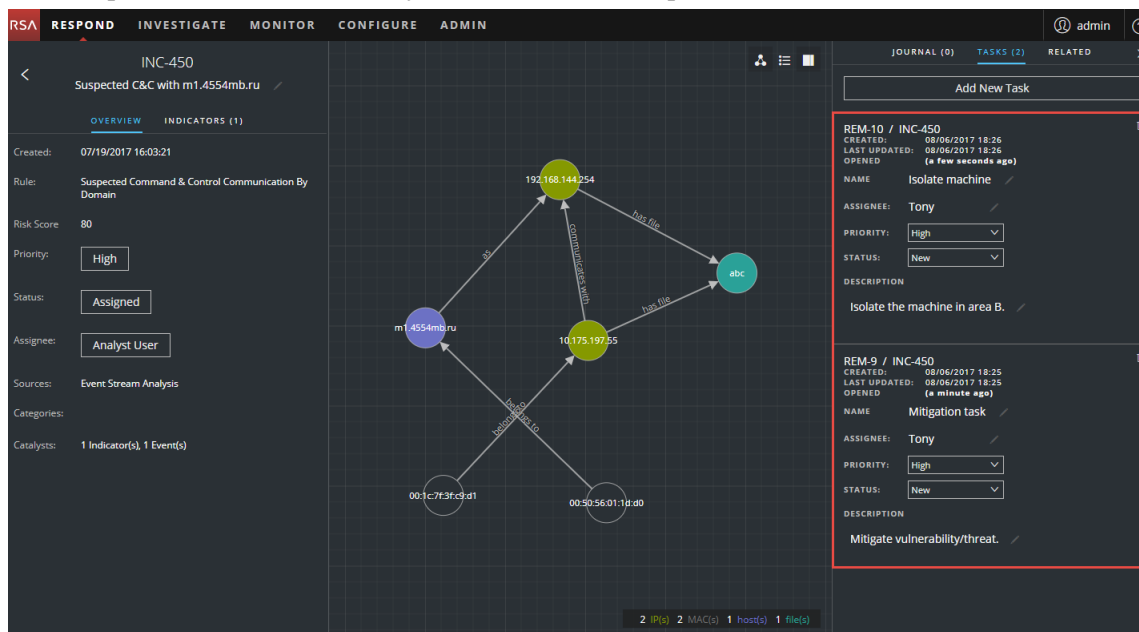 RSA RESPOND INVESTIGATE MONITOR CONFIGURE ADMIN admin
INC-450
Suspected C&C with m1.4554mb.ru
OVERVIEW INDICATORS (1)
Created: 07/19/2017 16:03:21
Rule: Suspected Command & Control Communication By
Domain
Risk Score 80
Priority: High
Status: Assigned
Assignee: Analyst User
Sources: Event Stream Analysis
Categories:
Catalysts: 1 Indicator(s), 1 Event(s)
192.168.144.254
has file
as
communicates with
abc
has file
m1.4554mb.ru
10.175.197.55
belongs to
belongs to
00:1c:7f:3f:c9:d1
00:50:56:01:1d:d0
2 IP(s) 2 MAC(s) 1 host(s) 1 file(s)
JOURNAL (0) TASKS (2) RELATED
Add New Task
REM-10 / INC-450
CREATED: 08/06/2017 18:26
LAST UPDATED: 08/06/2017 18:26
OPENED (a few seconds ago)
NAME Isolate machine
ASSIGNEE: Tony
PRIORITY: High
STATUS: New
DESCRIPTION
Isolate the machine in area B.
REM-9 / INC-450
CREATED: 08/06/2017 18:25
LAST UPDATED: 08/06/2017 18:25
OPENED (a minute ago)
NAME Mitigation task
ASSIGNEE: Tony
PRIORITY: High
STATUS: New
DESCRIPTION
Mitigate vulnerability/threat.